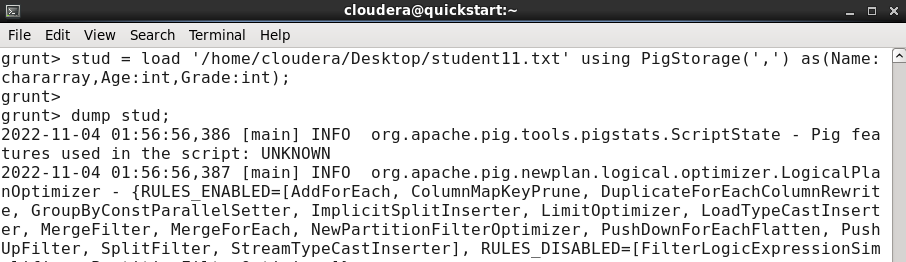 cloudera@quickstart:~
File Edit View Search Terminal Help
grunt> stud = load '/home/cloudera/Desktop/student11.txt' using PigStorage(',') as(Name:
chararray,Age:int,Grade:int);
grunt>
grunt> dump stud;
2022-11-04 01:56:56,386 [main] INFO  org.apache.pig.tools.pigstats.ScriptState - Pig fea
tures used in the script: UNKNOWN
2022-11-04 01:56:56,387 [main] INFO  org.apache.pig.newplan.logical.optimizer.LogicalPla
nOptimizer - {RULES_ENABLED=[AddForEach, ColumnMapKeyPrune, DuplicateForEachColumnRewrit
e, GroupByConstParallelSetter, ImplicitSplitInserter, LimitOptimizer, LoadTypeCastInsert
er, MergeFilter, MergeForEach, NewPartitionFilterOptimizer, PushDownForEachFlatten, Push
UpFilter, SplitFilter, StreamTypeCastInserter], RULES_DISABLED=[FilterLogicExpressionSim